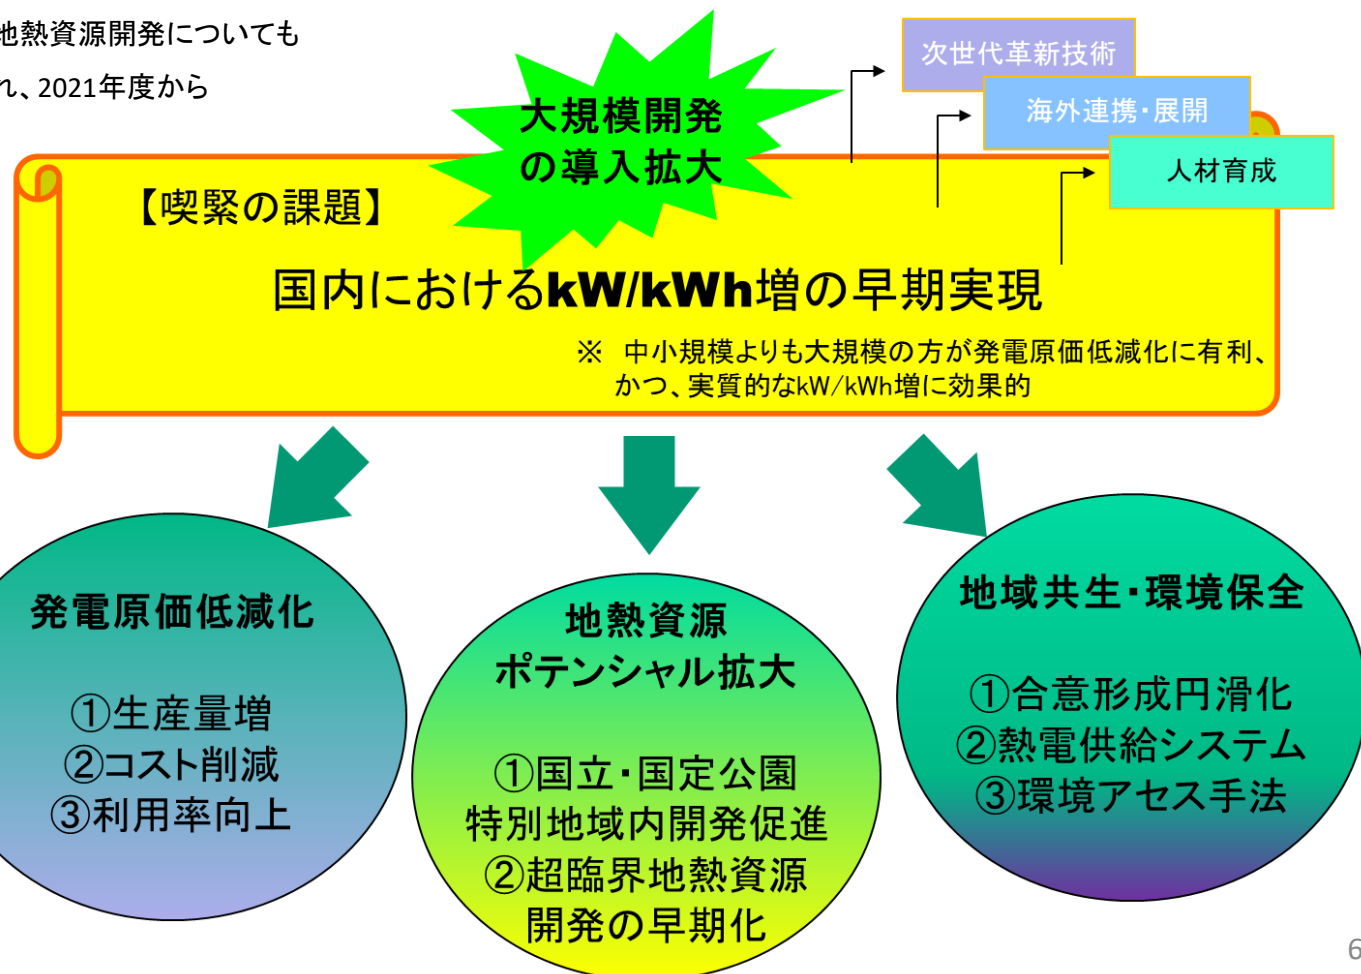 地熱資源開発についても
れ、2021年度から
大規模開発
の導入拡大
次世代革新技術
海外連携・展開
人材育成
【喫緊の課題】
国内におけるkW/kWh増の早期実現
※ 中小規模よりも大規模の方が発電原価低減化に有利、
かつ、実質的なkW/kWh増に効果的
発電原価低減化
①生産量増
②コスト削減
③利用率向上
地熱資源
ポテンシャル拡大
①国立・国定公園
特別地域内開発促進
②超臨界地熱資源
開発の早期化
地域共生・環境保全
①合意形成円滑化
②熱電供給システム
③環境アセス手法
6